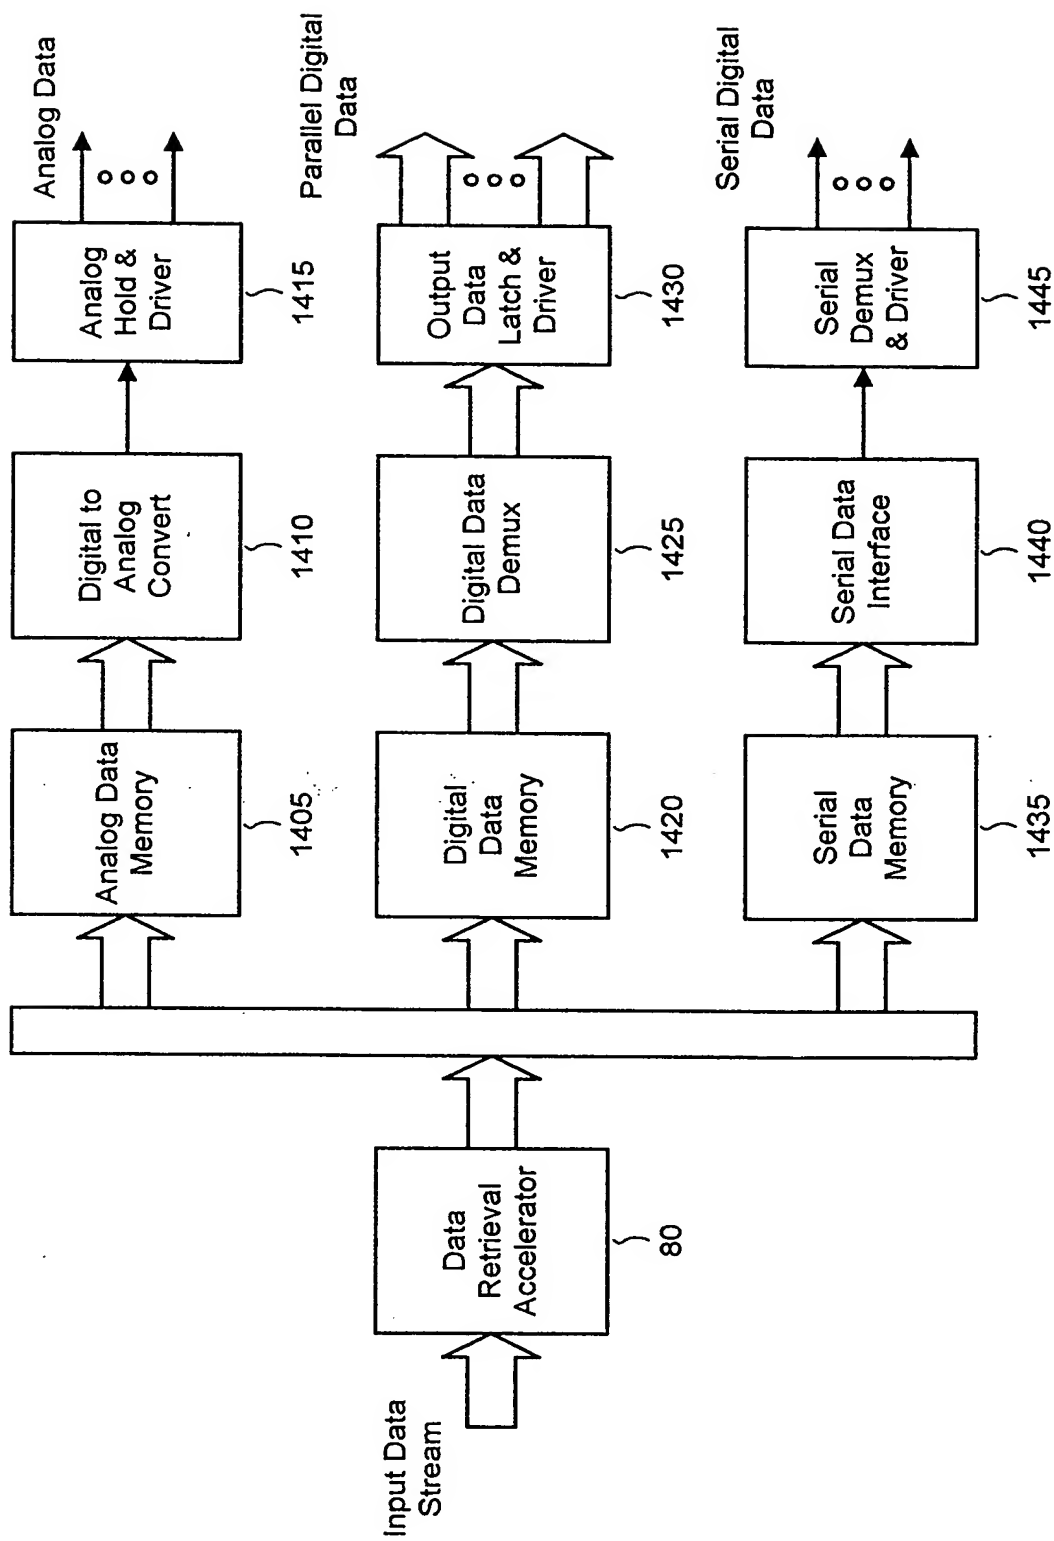 Input Data
Stream
Data
Retrieval
Accelerator
80
Analog Data
Memory
1405
Digital to
Analog
Convert
1410
Analog
Hold &
Driver
1415
Analog Data
Digital
Data
Memory
1420
Digital Data
Demux
1425
Output
Data
Latch &
Driver
1430
Parallel Digital
Data
Serial
Data
Memory
1435
Serial Data
Interface
1440
Serial
Demux
& Driver
1445
Serial Digital
Data